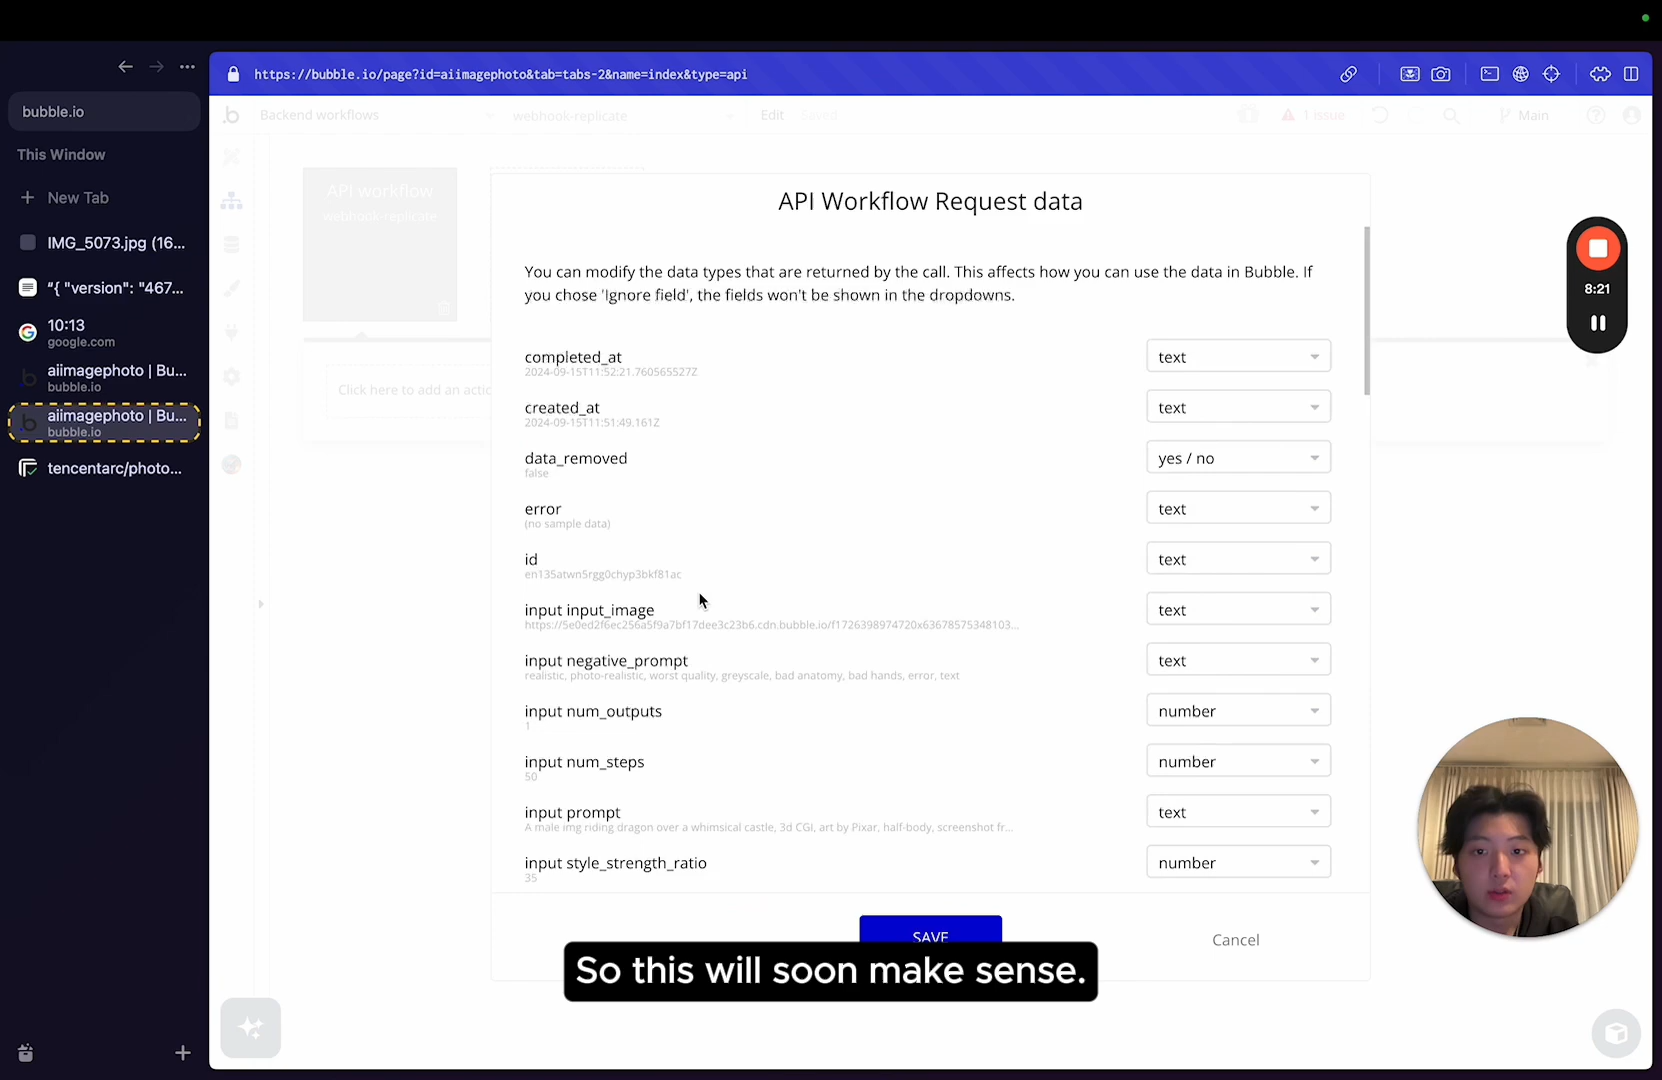 bubble.io
This Window
New Tab
IMG_5073.jpg (16...
"{ "version": "467...
10:13
google.com
aiimagephoto | Bu...
bubble.io
aiimagephoto | Bu...
bubble.io
tencentarc/photo...
https://bubble.io/page?id=aiimagephoto&tab=tabs-2&name=index&type=api
Backend workflows
webhook-replicate
Edit
Saved
1 issue
Main
API workflow
webhook-replicate
Click here to add an actio
API Workflow Request data
You can modify the data types that are returned by the call. This affects how you can use the data in Bubble. If
you chose 'Ignore field', the fields won't be shown in the dropdowns.
completed_at
text
2024-09-15T11:52:21.760565527Z
created_at
text
2024-09-15T11:51:49.161Z
data_removed
yes / no
false
error
text
(no sample data)
id
text
en135atwn5rgg0chyp3bkf81ac
input input_image
text
https://5e0ed2f6ec256a5f9a7bf17dee3c23b6.cdn.bubble.io/f1726398974720x63678575348103...
input negative_prompt
text
realistic, photo-realistic, worst quality, greyscale, bad anatomy, bad hands, error, text
input num_outputs
number
1
input num_steps
number
50
input prompt
text
A male img riding dragon over a whimsical castle, 3d CGI, art by Pixar, half-body, screenshot fr...
input style_strength_ratio
number
35
SAVE
Cancel
So this will soon make sense.
8:21